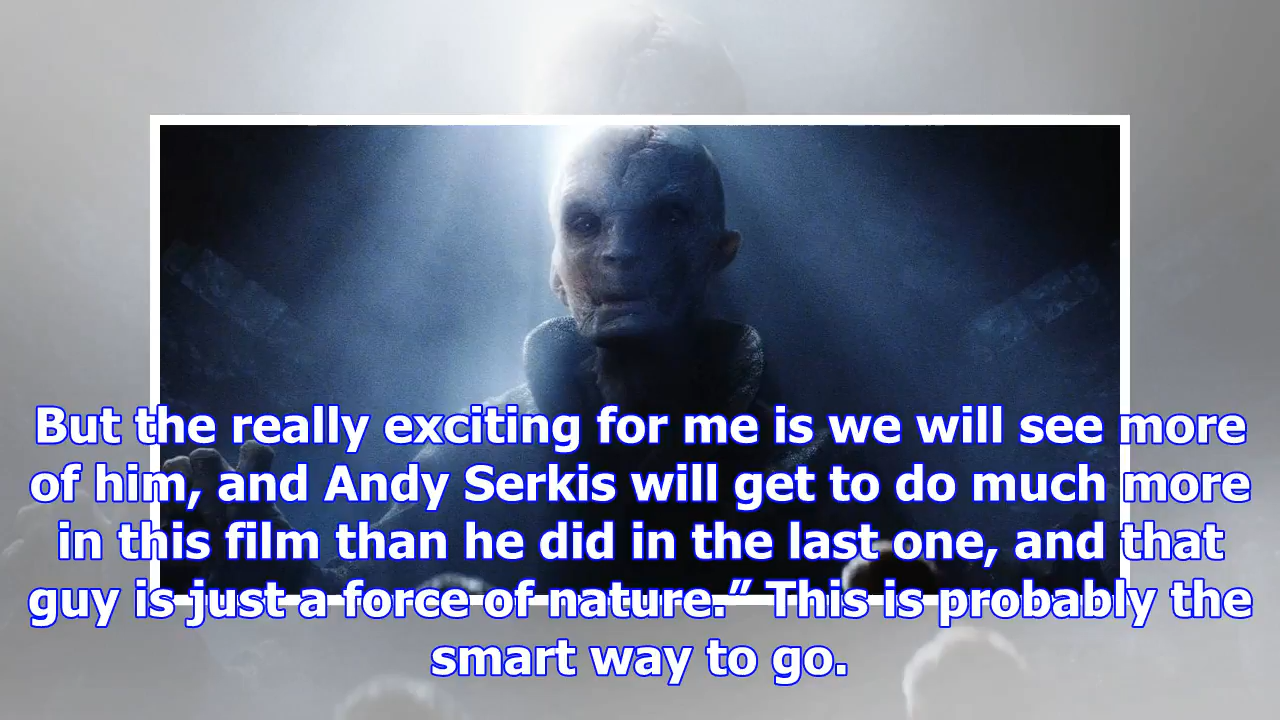 But the really exciting for me is we will see more
of him, and Andy Serkis will get to do much more
in this film than he did in the last one, and that
guy is just a force of nature.” This is probably the
smart way to go.